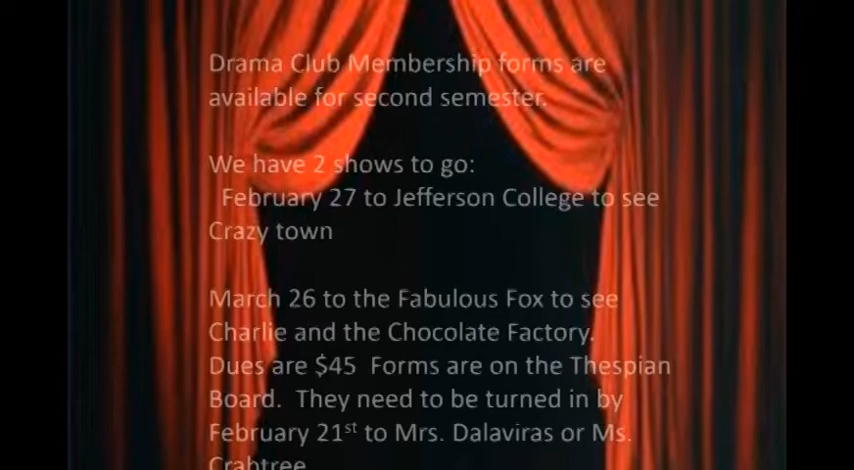 Drama Club Membership forms are
available for second semester.
We have 2 shows to go:
February 27 to Jefferson College to see
Crazy town
March 26 to the Fabulous Fox to see
Charlie and the Chocolate Factory.
Dues are $45  Forms are on the Thespian
Board.  They need to be turned in by
February 21st to Mrs. Dalaviras or Ms.
Crabtree